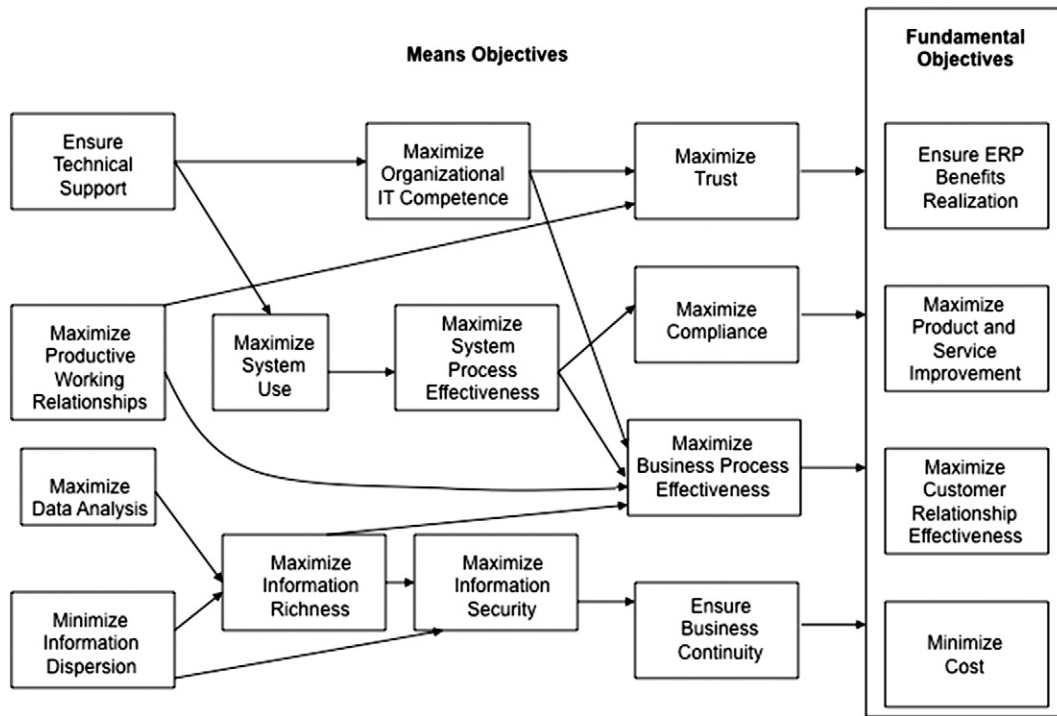 Means Objectives
Fundamental
Objectives
Ensure
Technical
Support
Maximize
Organizational
IT Competence
Maximize
Trust
Ensure ERP
Benefits
Realization
Maximize
Productive
Working
Relationships
Maximize
System
Use
Maximize
System
Process
Effectiveness
Maximize
Compliance
Maximize
Product and
Service
Improvement
Maximize
Data Analysis
Maximize
Business Process
Effectiveness
Maximize
Customer
Relationship
Effectiveness
Minimize
Information
Dispersion
Maximize
Information
Richness
Maximize
Information
Security
Ensure
Business
Continuity
Minimize
Cost